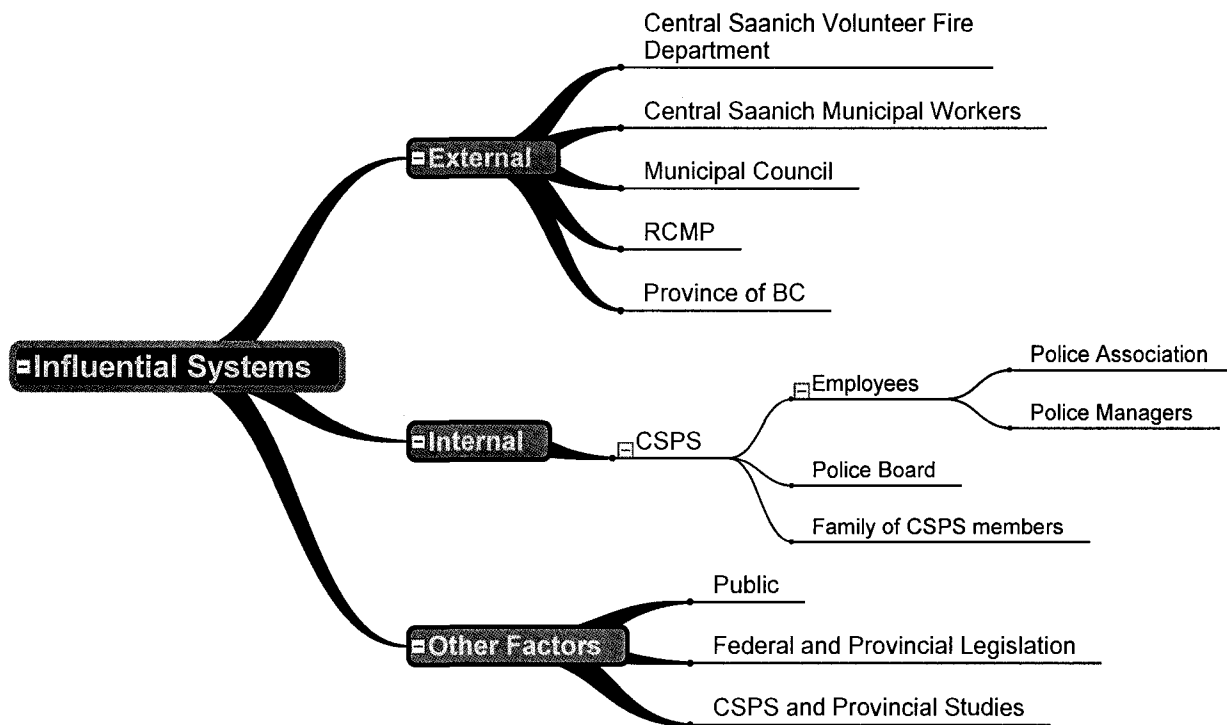 Central Saanich Volunteer Fire
Department
Central Saanich Municipal Workers
External
Municipal Council
RCMP
Province of BC
Influential Systems
Police Association
Employees
Police Managers
Internal
CSPS
Police Board
Family of CSPS members
Public
Other Factors
Federal and Provincial Legislation
CSPS and Provincial Studies